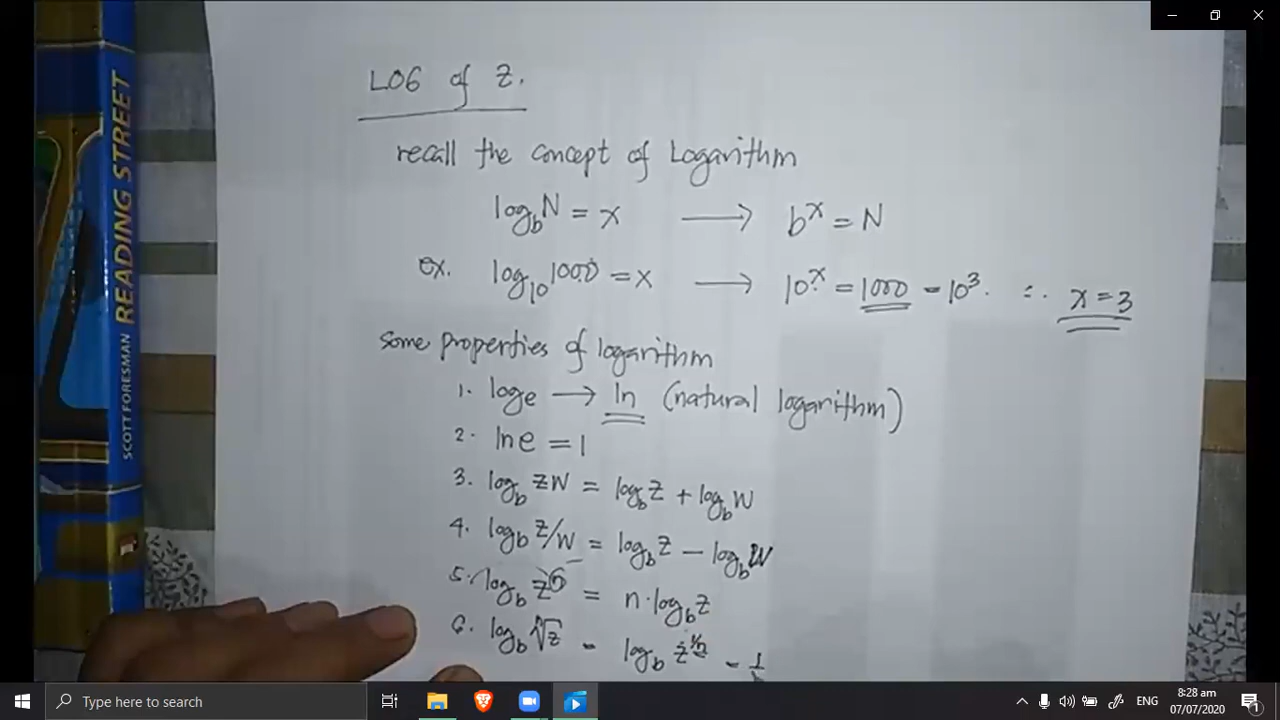 LOG of Z.
recall the concept of Logarithm
log_b N = x → b^x = N
ex. log_10 1000 = x → 10^x = 1000 = 10^3. ∴ x = 3
Some properties of logarithm
1. log_e → ln (natural logarithm)
2. ln e = 1
3. log_b ZW = log_b Z + log_b W
4. log_b Z/W = log_b Z – log_b W
5. log_b Z = n·log_b Z
6. log_b ⁿ√Z = log_b Z^1/n = 1
SCOTT FORESMAN READING STREET
Type here to search
ENG
8:28 am
07/07/2020
1